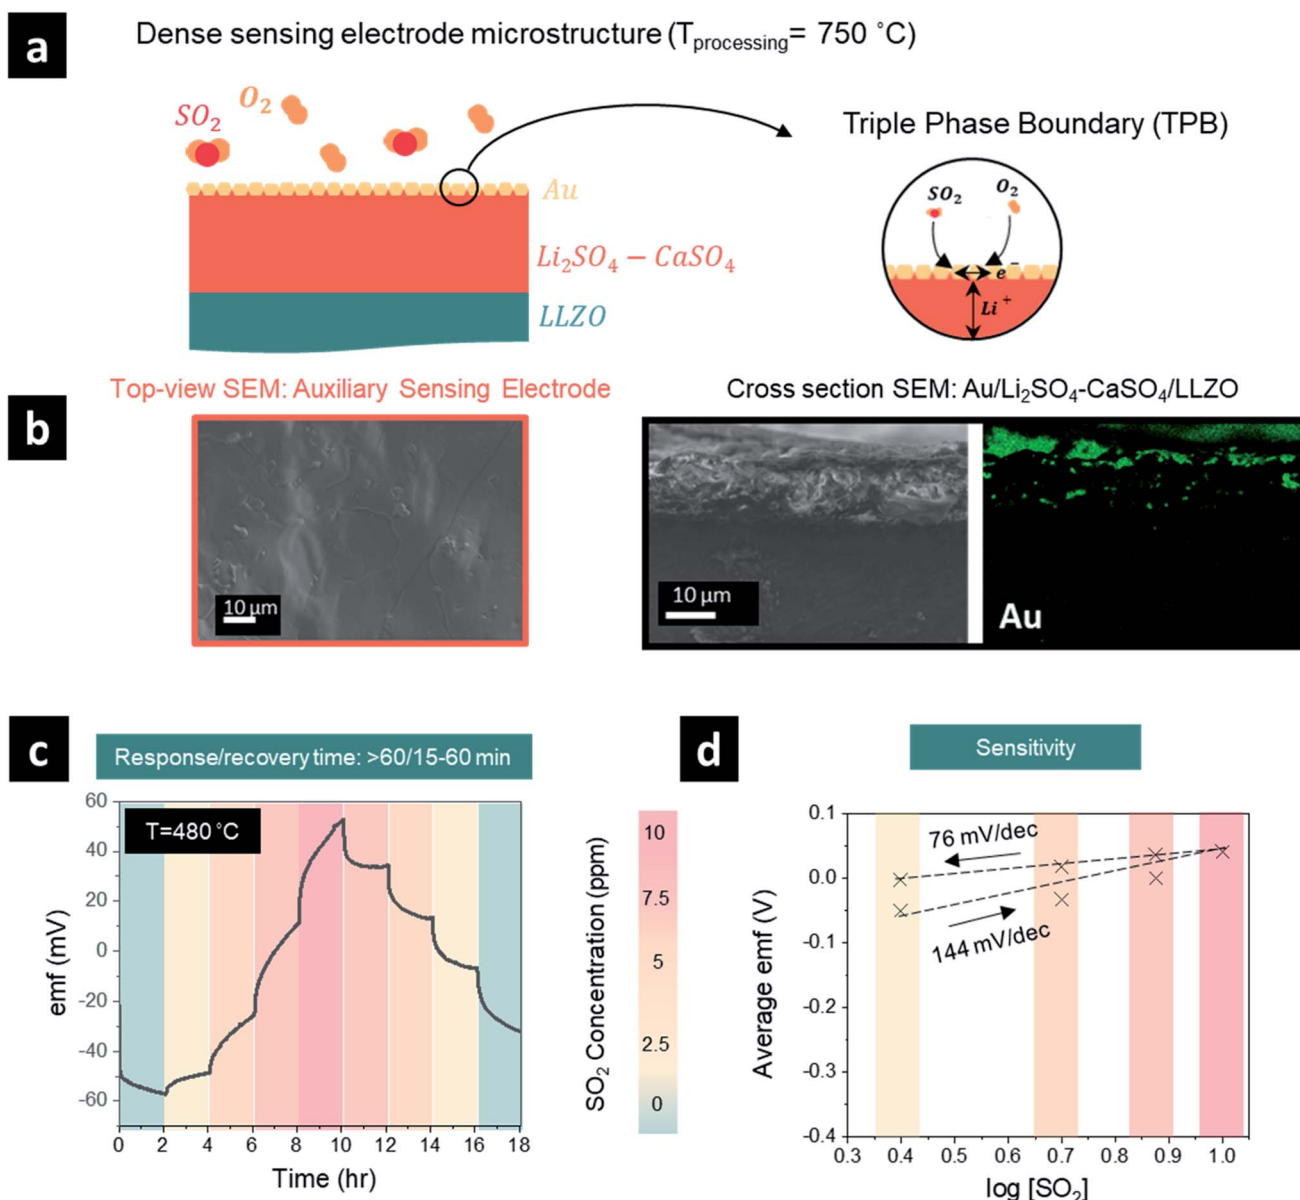 a
Dense sensing electrode microstructure (Tprocessing= 750 °C)
SO2
O2
Au
Li2SO4 – CaSO4
LLZO
Triple Phase Boundary (TPB)
SO2
O2
e−
Li+
b
Top-view SEM: Auxiliary Sensing Electrode
10 µm
Cross section SEM: Au/Li2SO4-CaSO4/LLZO
10 µm
Au
c
Response/recovery time: >60/15-60 min
T=480 °C
emf (mV)
60
40
20
0
-20
-40
-60
0 2 4 6 8 10 12 14 16 18
Time (hr)
SO2 Concentration (ppm)
10
7.5
5
2.5
0
d
Sensitivity
Average emf (V)
0.1
0.0
-0.1
-0.2
-0.3
-0.4
76 mV/dec
144 mV/dec
0.3 0.4 0.5 0.6 0.7 0.8 0.9 1.0
log [SO2]